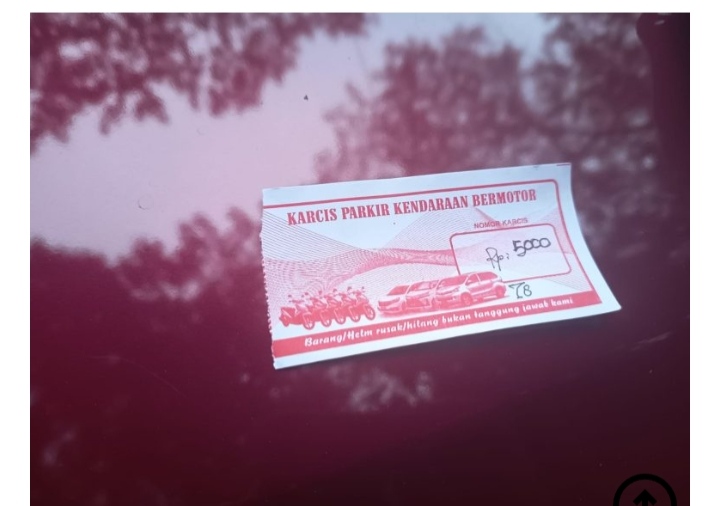 KARCIS PARKIR KENDARAAN BERMOTOR
NOMOR KARCIS
Rp: 5000
Barang/Helm rusak/hilang bukan tanggung jawab kami